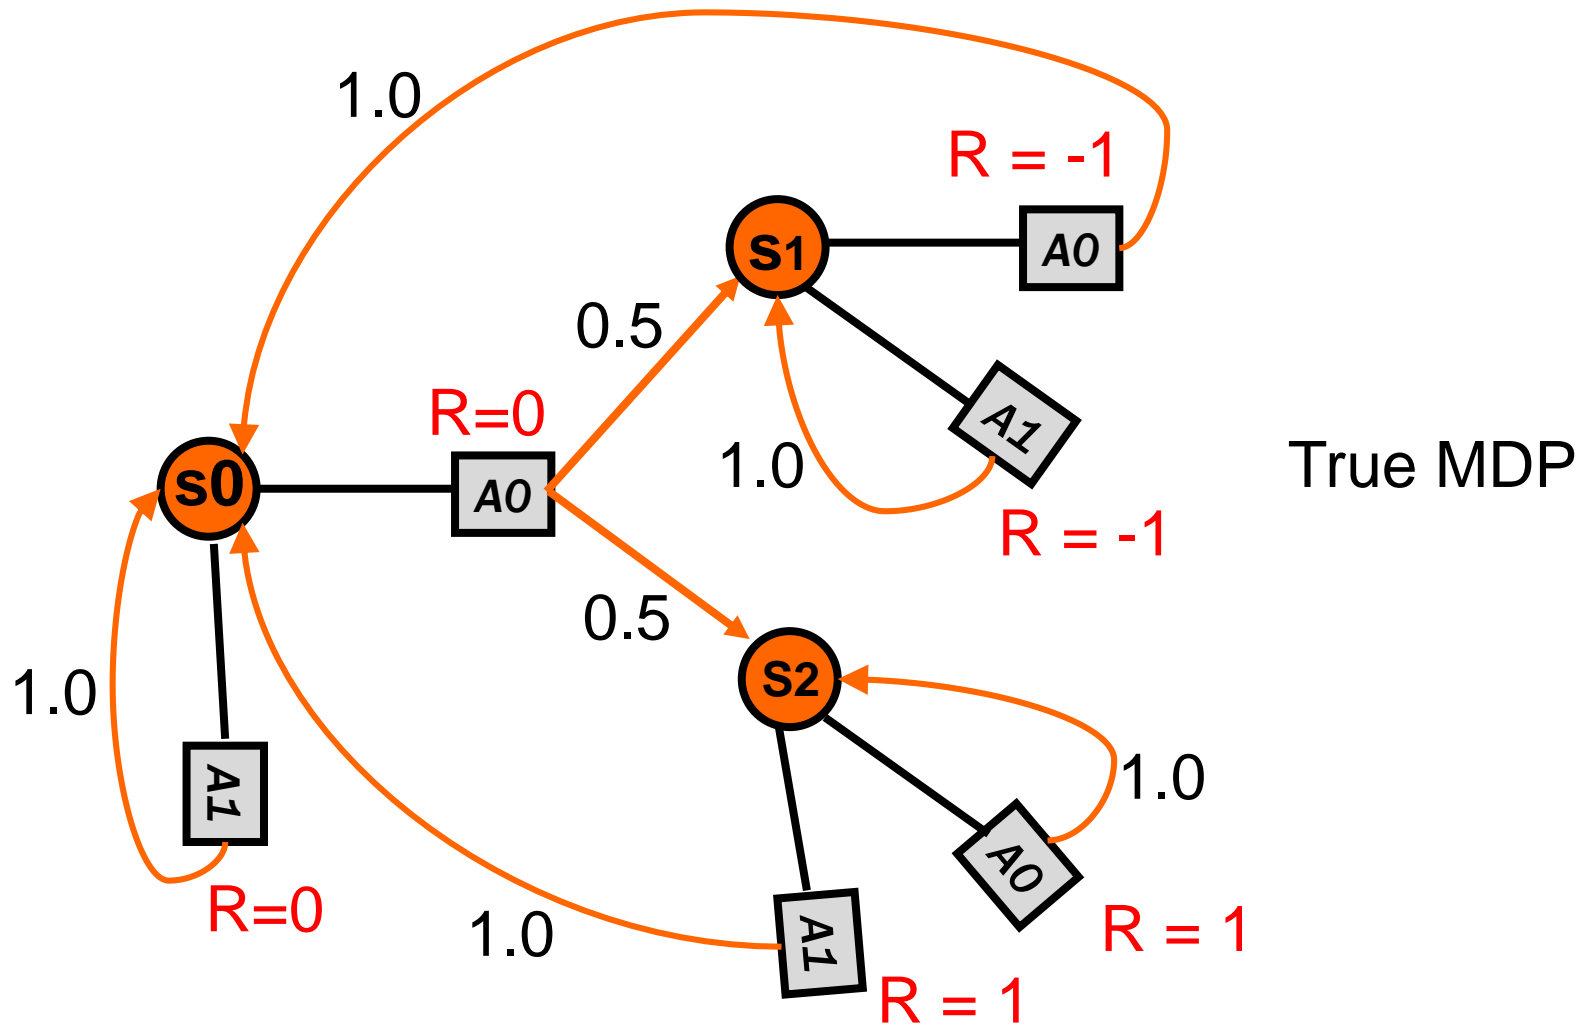 1.0
R = -1
s1
A0
0.5
R=0
A1
1.0
True MDP
s0
A0
R = -1
0.5
1.0
S2
1.0
A1
A0
R=0
1.0
A1
R = 1
R = 1